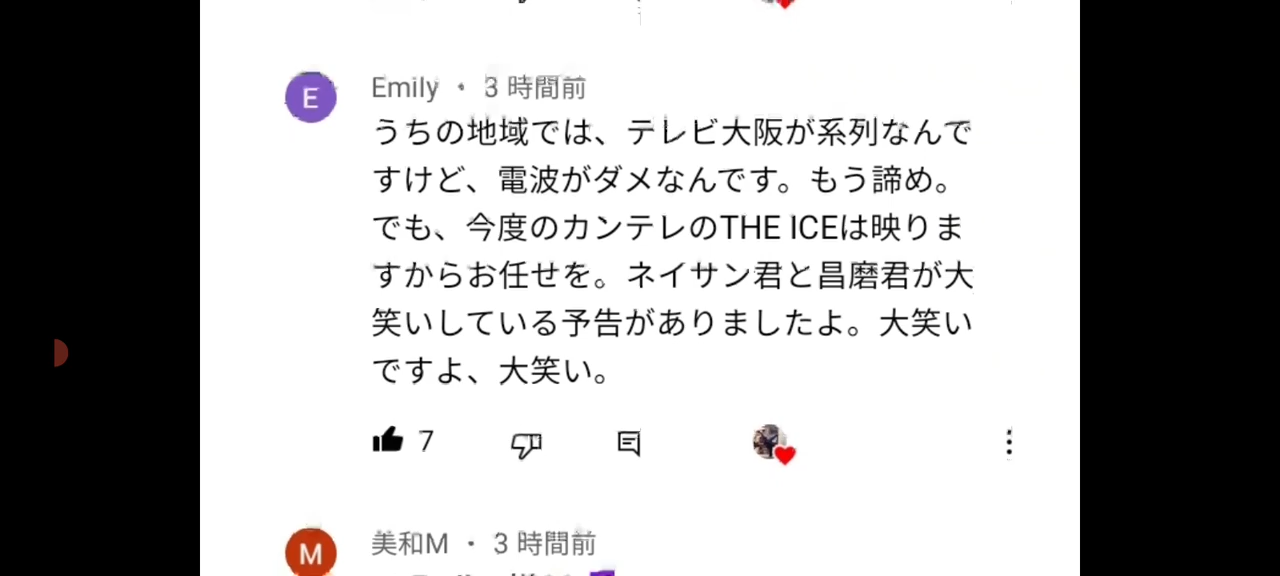 Emily • 3 時間前
うちの地域では、テレビ大阪が系列なんで
すけど、電波がダメなんです。もう諦め。
でも、今度のカンテレのTHE ICEは映りま
すからお任せを。ネイサン君と昌磨君が大
笑いしている予告がありましたよ。大笑い
ですよ、大笑い。
7
美和M • 3 時間前